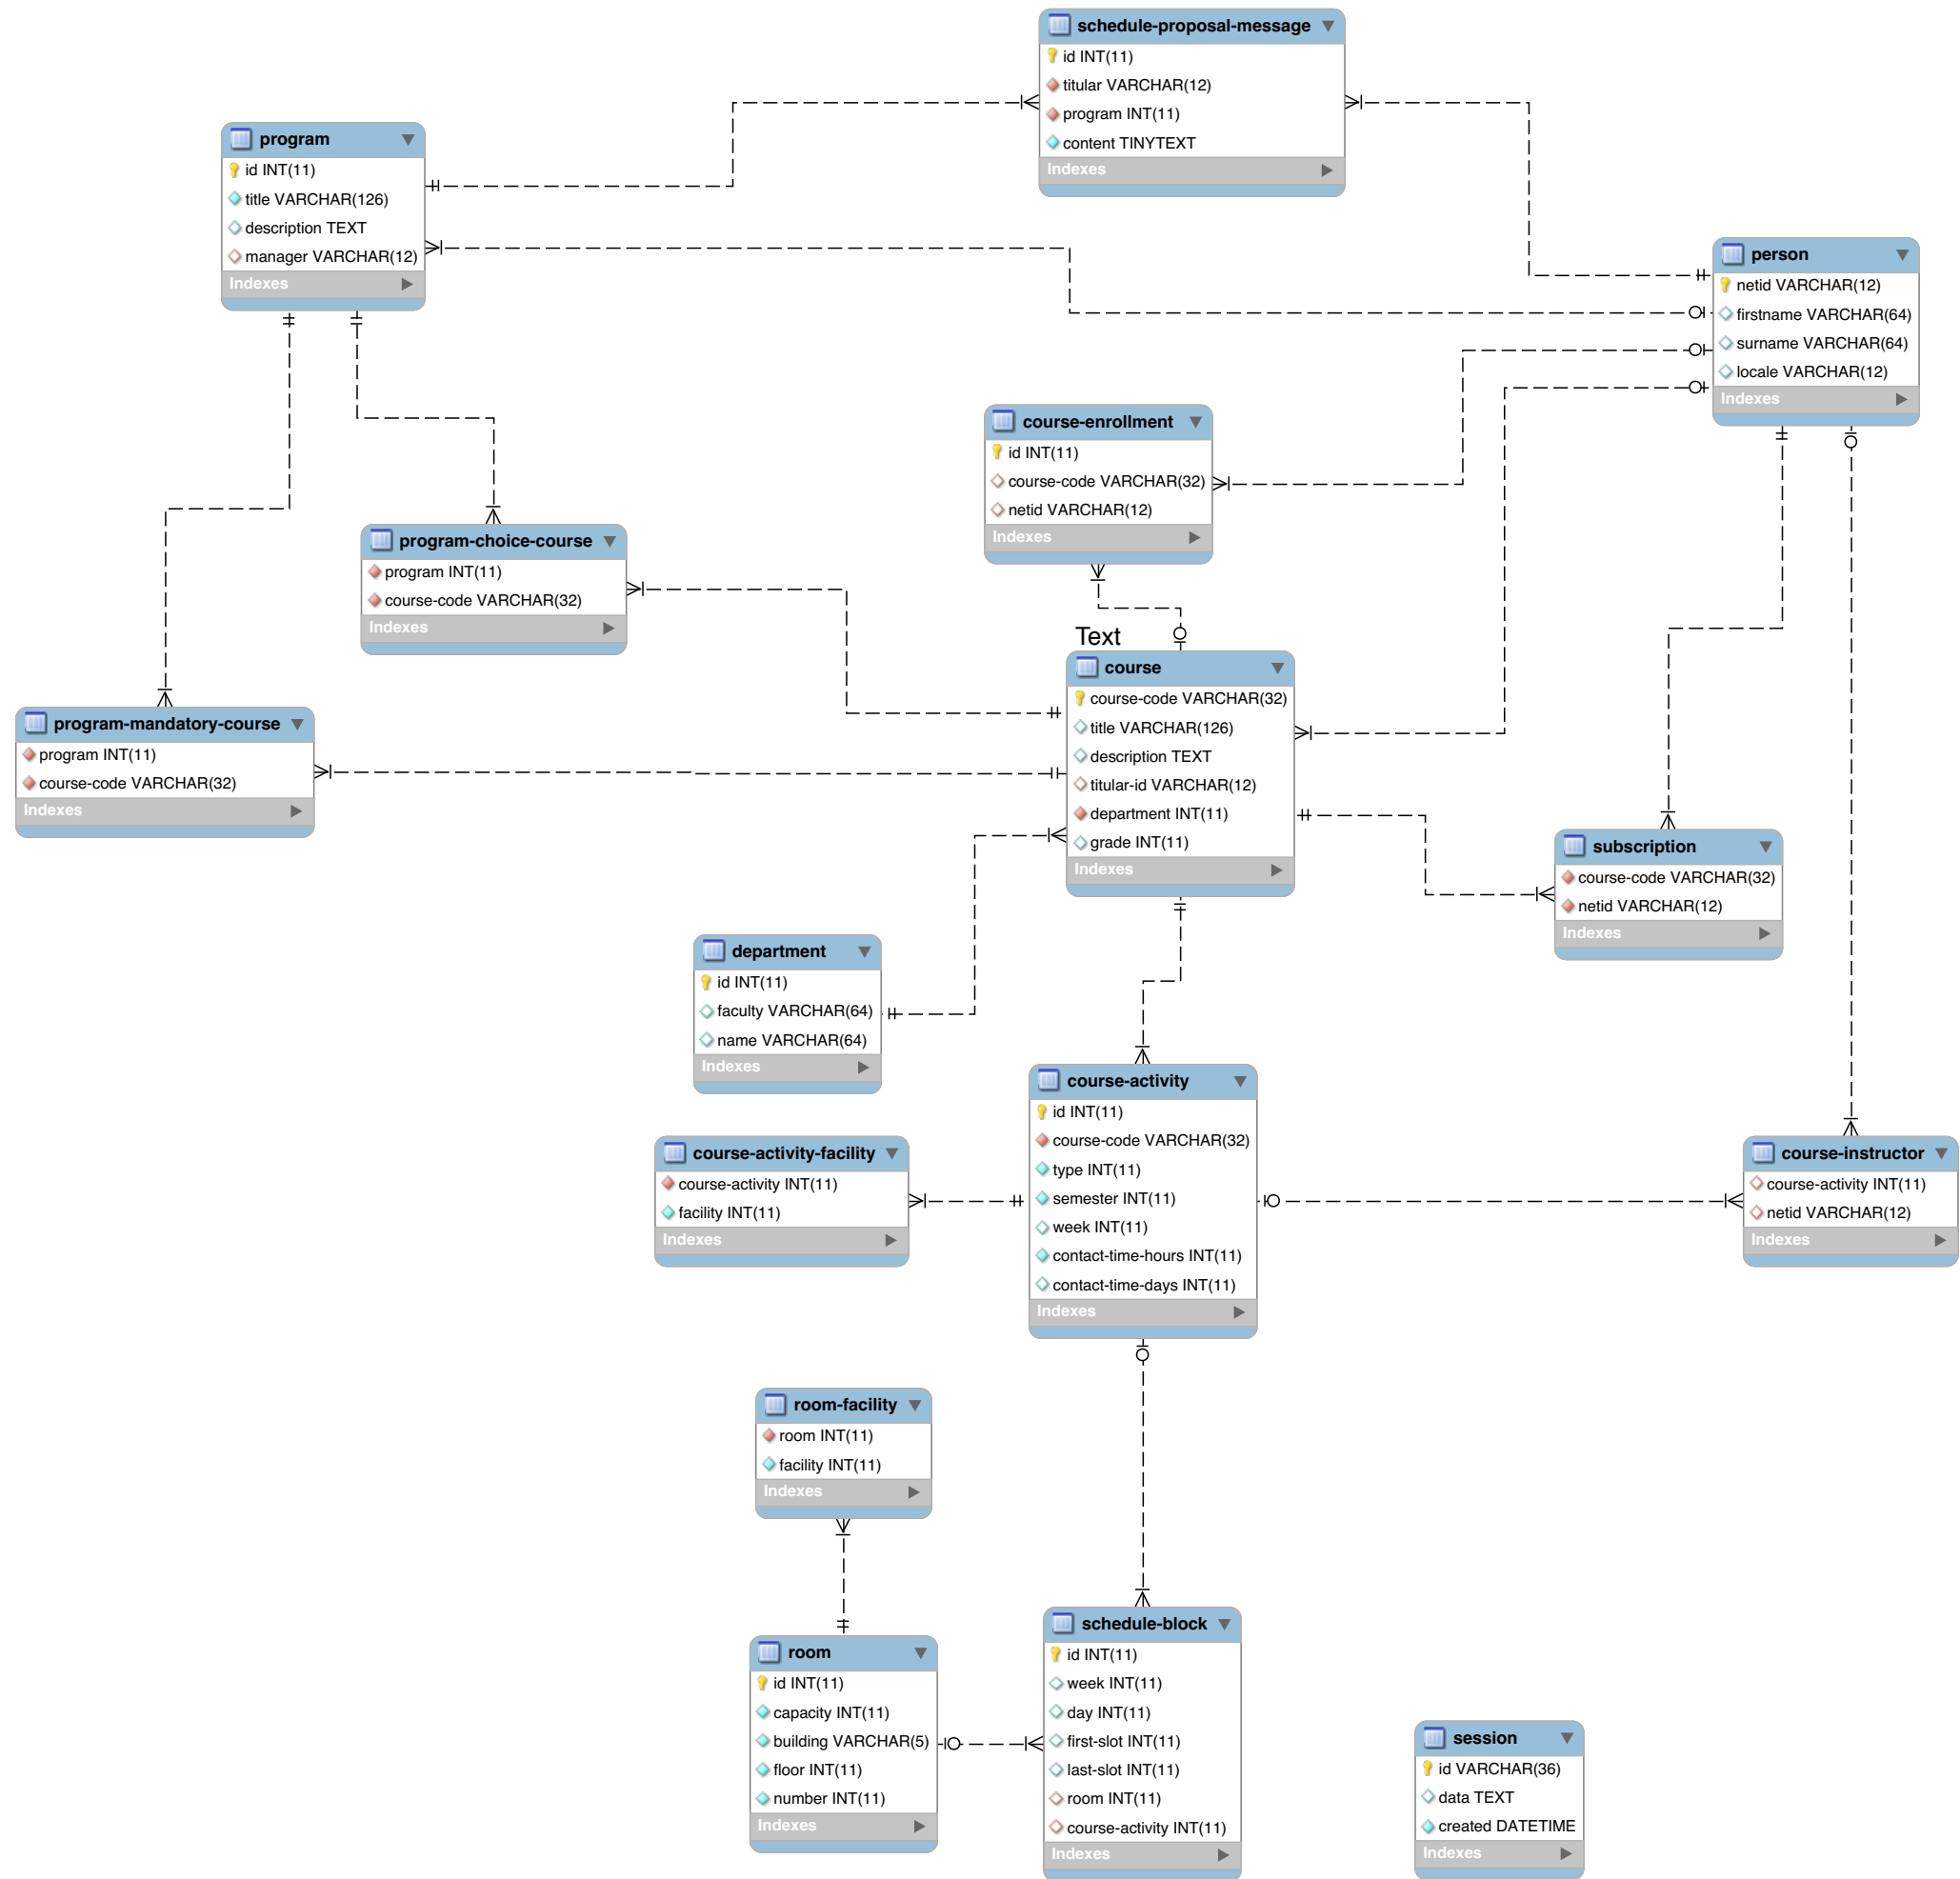 schedule-proposal-message
id INT(11)
titular VARCHAR(12)
program INT(11)
content TINYTEXT
Indexes
program
id INT(11)
title VARCHAR(126)
description TEXT
manager VARCHAR(12)
Indexes
person
netid VARCHAR(12)
firstname VARCHAR(64)
surname VARCHAR(64)
locale VARCHAR(12)
Indexes
course-enrollment
id INT(11)
course-code VARCHAR(32)
netid VARCHAR(12)
Indexes
program-choice-course
program INT(11)
course-code VARCHAR(32)
Indexes
Text
course
course-code VARCHAR(32)
title VARCHAR(126)
description TEXT
titular-id VARCHAR(12)
department INT(11)
grade INT(11)
Indexes
program-mandatory-course
program INT(11)
course-code VARCHAR(32)
Indexes
subscription
course-code VARCHAR(32)
netid VARCHAR(12)
Indexes
department
id INT(11)
faculty VARCHAR(64)
name VARCHAR(64)
Indexes
course-activity
id INT(11)
course-code VARCHAR(32)
type INT(11)
semester INT(11)
week INT(11)
contact-time-hours INT(11)
contact-time-days INT(11)
Indexes
course-activity-facility
course-activity INT(11)
facility INT(11)
Indexes
course-instructor
course-activity INT(11)
netid VARCHAR(12)
Indexes
room-facility
room INT(11)
facility INT(11)
Indexes
schedule-block
id INT(11)
week INT(11)
day INT(11)
first-slot INT(11)
last-slot INT(11)
room INT(11)
course-activity INT(11)
Indexes
room
id INT(11)
capacity INT(11)
building VARCHAR(5)
floor INT(11)
number INT(11)
Indexes
session
id VARCHAR(36)
data TEXT
created DATETIME
Indexes